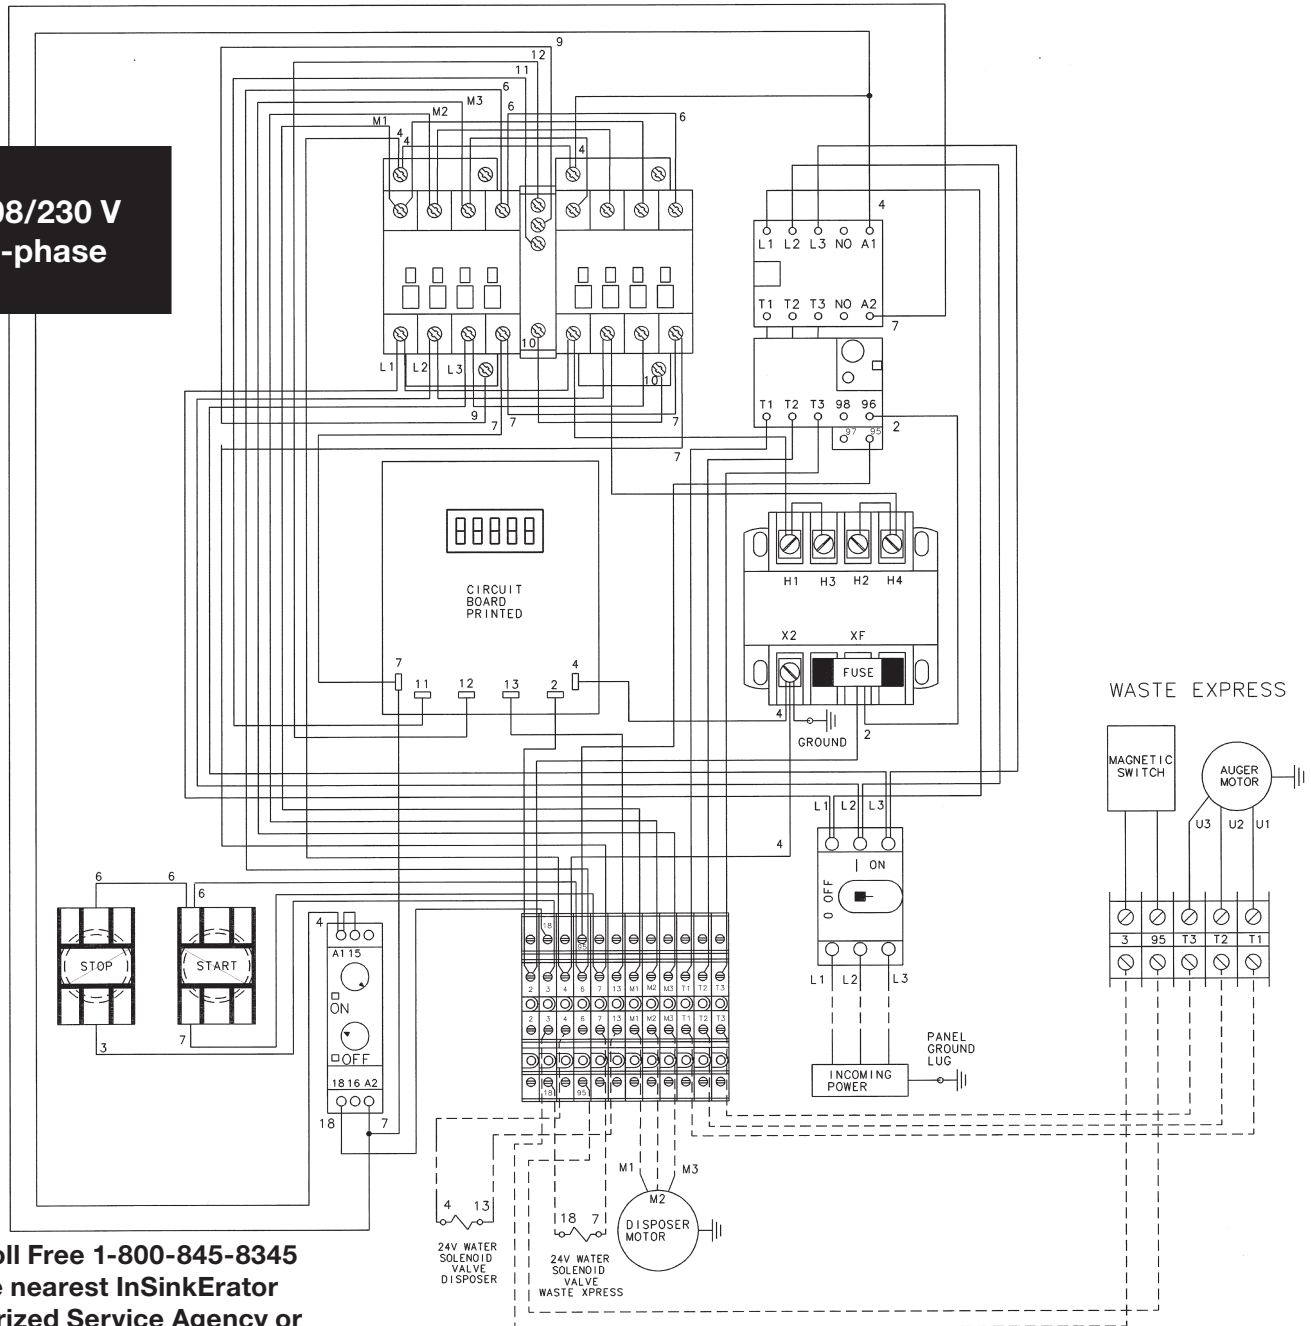 9
12
11
6
M3
6
M2
6
M1
4
4
4
08/230 V
-phase
4
L1 L2 L3 NO A1
T1 T2 T3 NO A2
7
10
L1 L2 L3
10
9
7
7
7
T1 T2 T3 98 96
97 95
2
CIRCUIT
BOARD
PRINTED
7
11
12
13
2
4
H1 H3 H2 H4
X2 XF
FUSE
4
GROUND
2
WASTE EXPRESS
MAGNETIC
SWITCH
AUGER
MOTOR
U3 U2 U1
3 95 T3 T2 T1
L1 L2 L3
4
ON
O OFF
L1 L2 L3
INCOMING
POWER
PANEL
GROUND
LUG
6
6
6
STOP
START
7
3
4
A1 15
ON
OFF
18 16 A2
18
7
18
95
2 3 4 6 7 13 M1 M2 M3 T1 T2 T3
2 3 4 6 7 13 M1 M2 M3 T1 T2 T3
18
95
M1
M3
M2
DISPOSER
MOTOR
4 13
24V WATER
SOLENOID
VALVE
DISPOSER
18 7
24V WATER
SOLENOID
VALVE
WASTE XPRESS
oll Free 1-800-845-8345
e nearest InSinkErator
rized Service Agency or